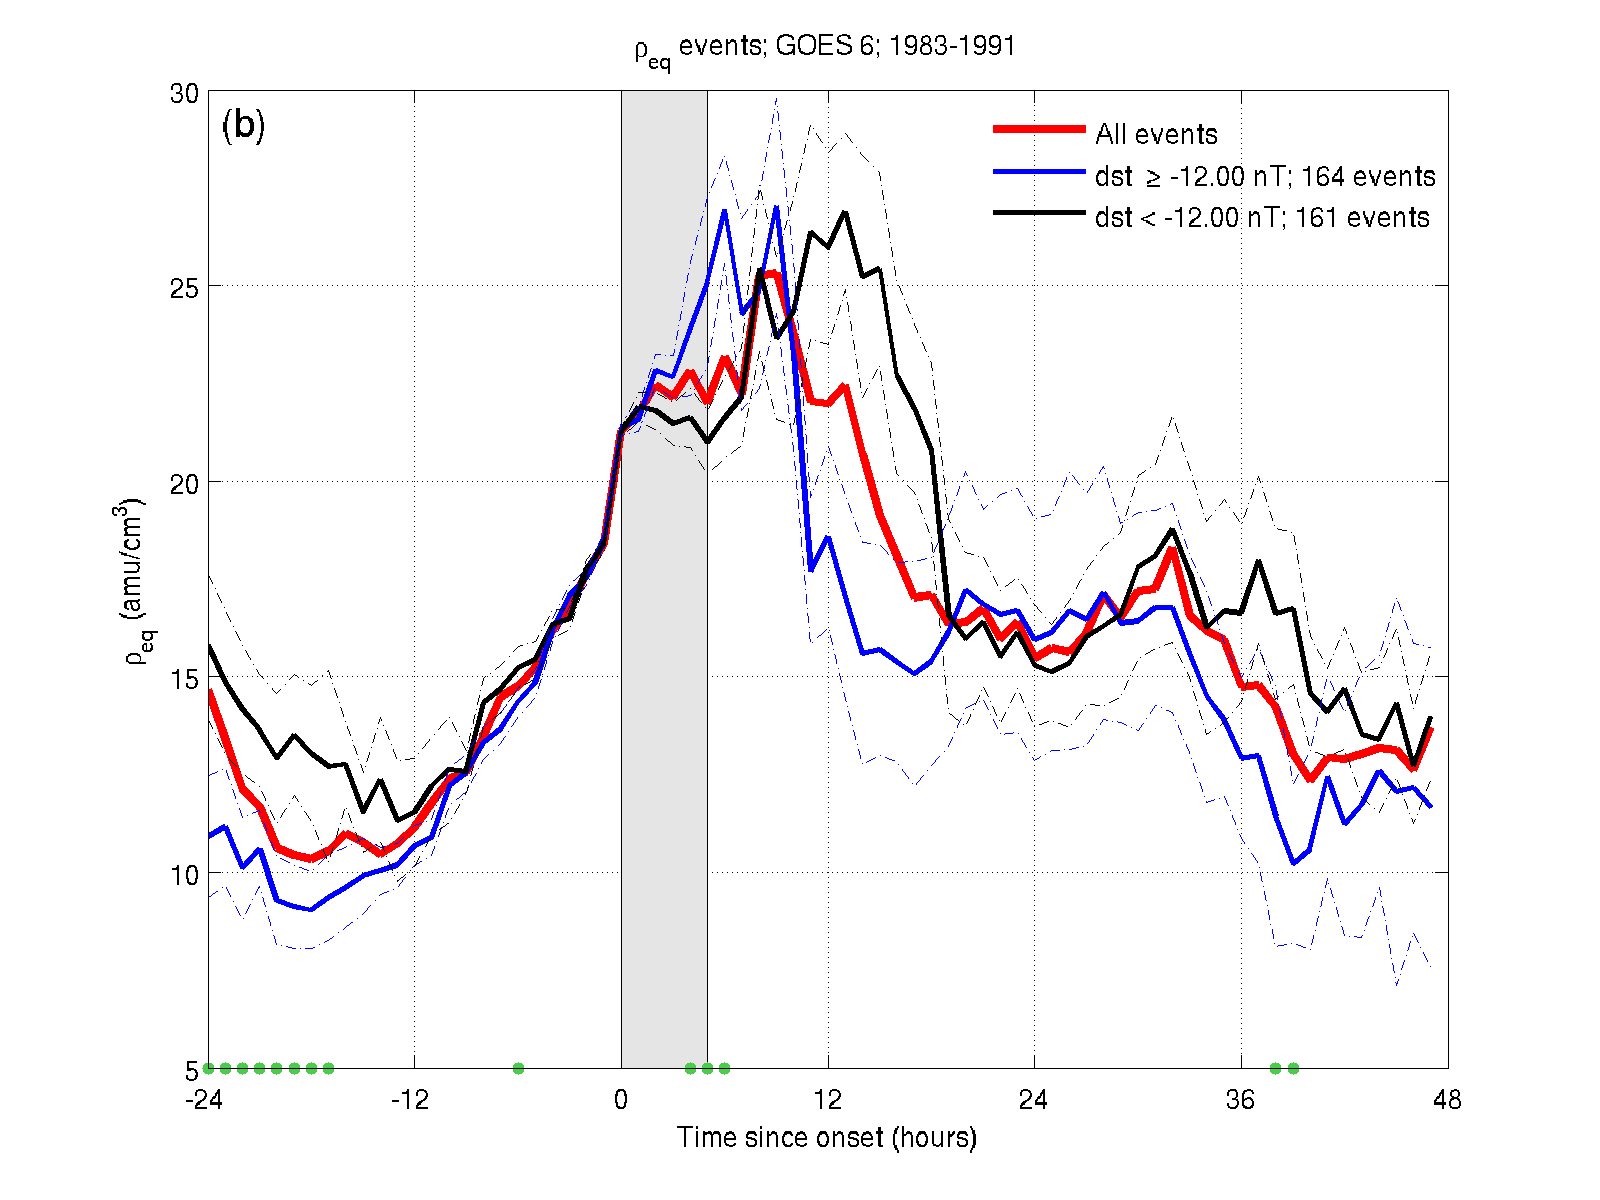 ρeq events; GOES 6; 1983-1991
(b)
All events
dst ≥ -12.00 nT; 164 events
dst < -12.00 nT; 161 events
30
25
20
15
10
5
ρeq (amu/cm³)
-24 -12 0 12 24 36 48
Time since onset (hours)